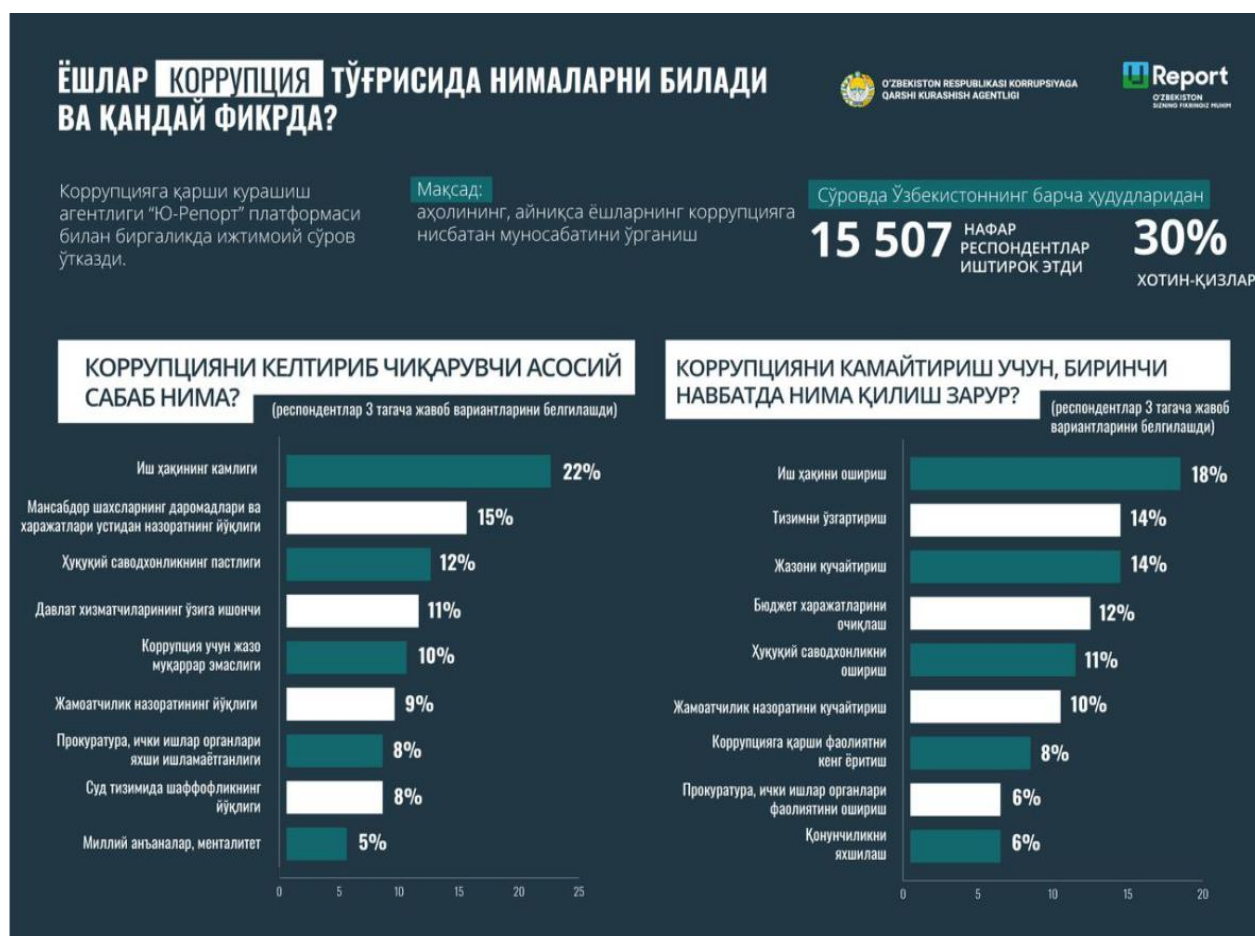 ЁШЛАР КОРРУПЦИЯ ТЎҒРИСИДА НИМАЛАРНИ БИЛАДИ
ВА ҚАНДАЙ ФИКРДА?
O'ZBEKISTON RESPUBLIKASI KORRUPSIYAGA
QARSHI KURASHISH AGENTLIGI
Report
O'ZBEKISTON
SIZNING FIKRINGIZ MUHIM
Коррупцияга қарши курашиш
агентлиги “Ю-Репорт” платформаси
билан биргаликда ижтимоий сўров
ўтказди.
Мақсад:
аҳолининг, айниқса ёшларнинг коррупцияга
нисбатан муносабатини ўрганиш
Сўровда Ўзбекистоннинг барча ҳудудларидан
15 507 НАФАР
РЕСПОНДЕНТЛАР
ИШТИРОК ЭТДИ
30%
ХОТИН-ҚИЗЛАР
КОРРУПЦИЯНИ КЕЛТИРИБ ЧИҚАРУВЧИ АСОСИЙ
САБАБ НИМА?
(респондентлар 3 тагача жавоб вариантларини белгилашди)
Иш ҳақининг камлиги 22%
Мансабдор шахсларнинг даромадлари ва
харажатлари устидан назоратнинг йўқлиги 15%
Ҳуқуқий саводхонликнинг пастлиги 12%
Давлат хизматчиларининг ўзига ишончи 11%
Коррупция учун жазо
муқаррар эмаслиги 10%
Жамоатчилик назоратининг йўқлиги 9%
Прокуратура, ички ишлар органлари
яхши ишламаётганлиги 8%
Суд тизимида шаффофликнинг
йўқлиги 8%
Миллий анъаналар, менталитет 5%
0 5 10 15 20 25
КОРРУПЦИЯНИ КАМАЙТИРИШ УЧУН, БИРИНЧИ
НАВБАТДА НИМА ҚИЛИШ ЗАРУР?
(респондентлар 3 тагача жавоб
вариантларини белгилашди)
Иш ҳақини ошириш 18%
Тизимни ўзгартириш 14%
Жазони кучайтириш 14%
Бюджет харажатларини
очиқлаш 12%
Ҳуқуқий саводхонликни
ошириш 11%
Жамоатчилик назоратини кучайтириш 10%
Коррупцияга қарши фаолиятни
кенг ёритиш 8%
Прокуратура, ички ишлар органлари
фаолиятини ошириш 6%
Қонунчиликни
яхшилаш 6%
0 5 10 15 20